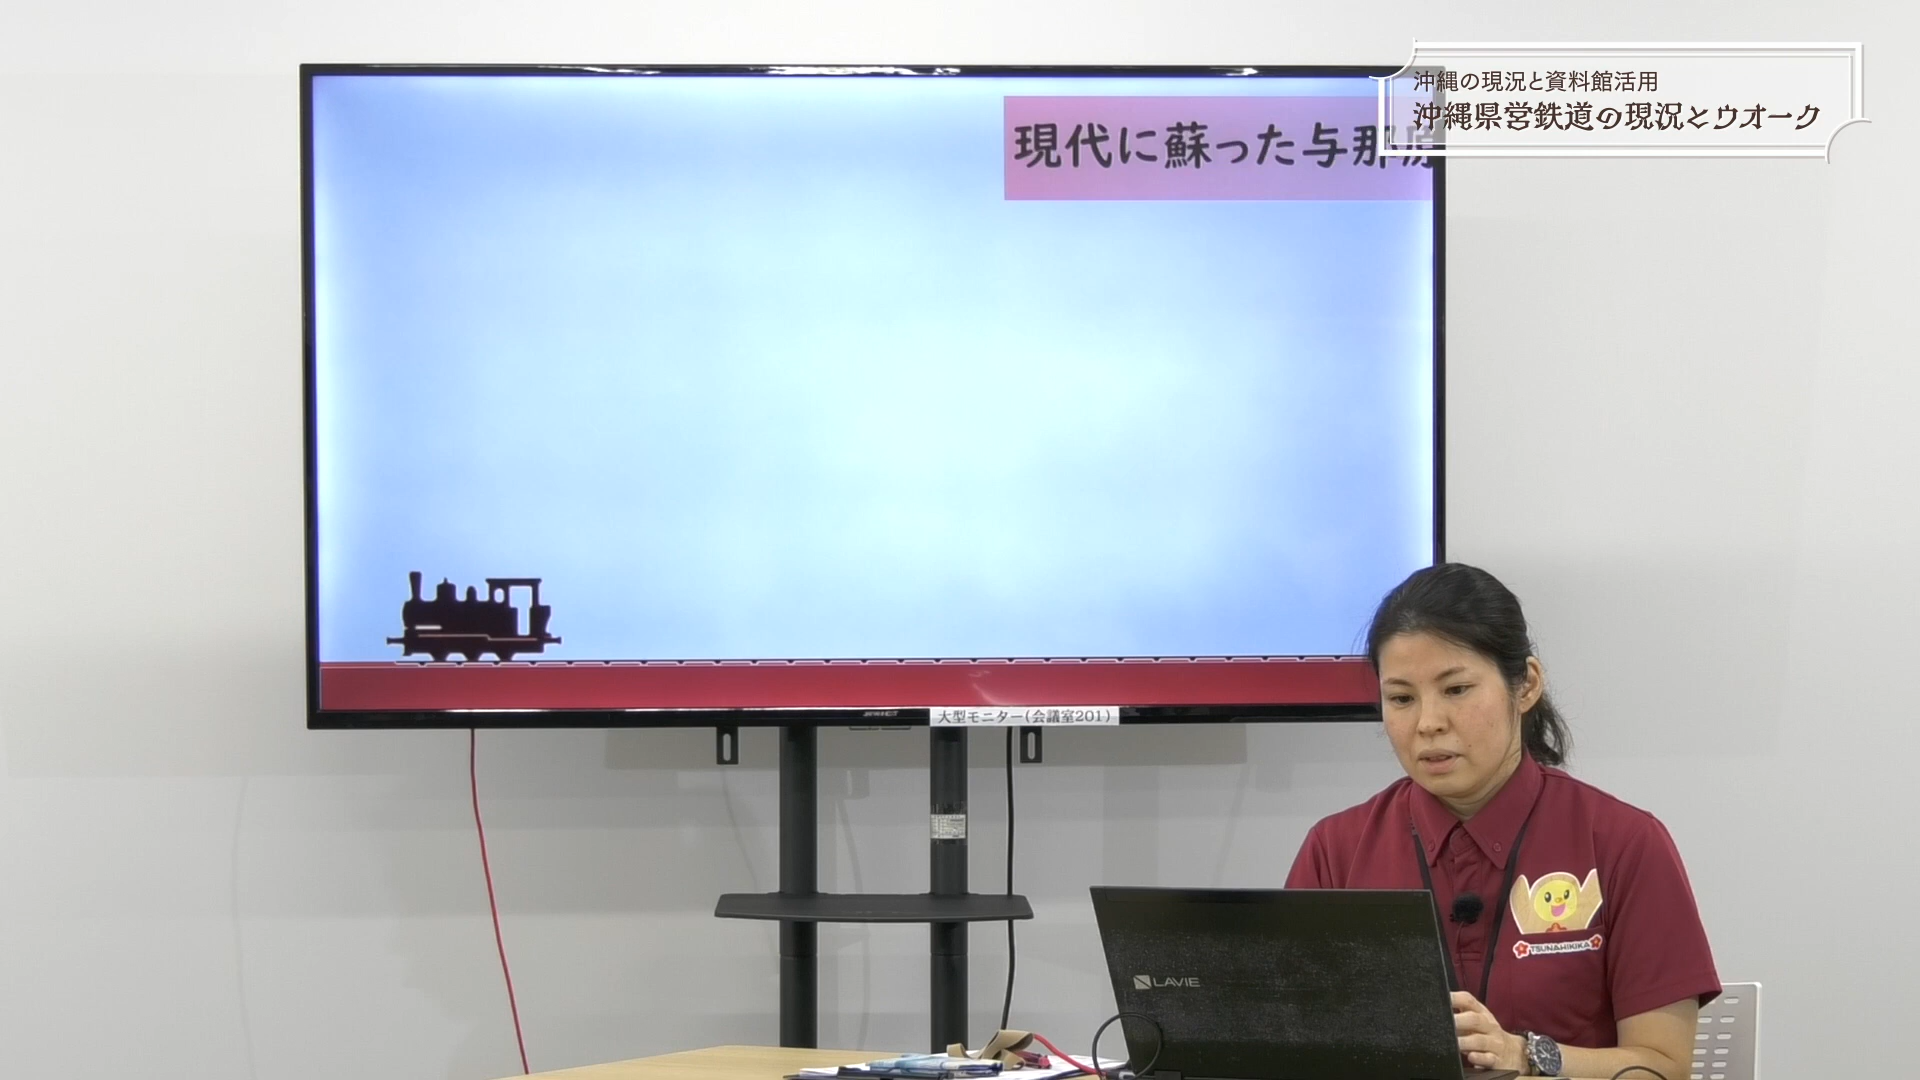 沖縄の現況と資料館活用
沖縄県営鉄道の現況とウオーク
現代に蘇った与那原
大型モニター(会議室201)
LAVIE
TSUNAHIKIKA